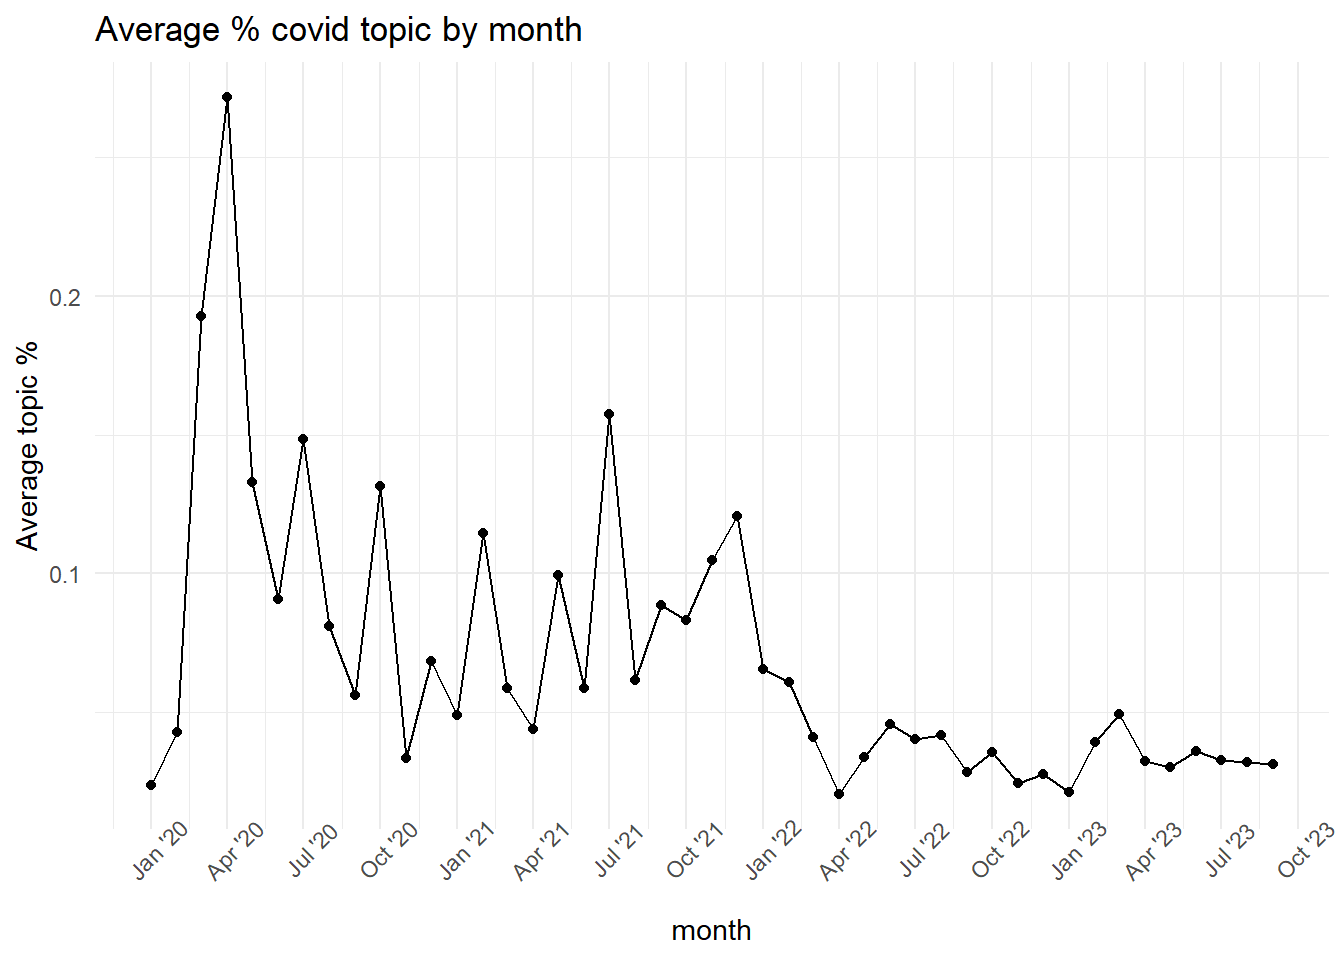 Average % covid topic by month
Average topic %
0.2
0.1
Jan '20
Apr '20
Jul '20
Oct '20
Jan '21
Apr '21
Jul '21
Oct '21
Jan '22
Apr '22
Jul '22
Oct '22
Jan '23
Apr '23
Jul '23
Oct '23
month